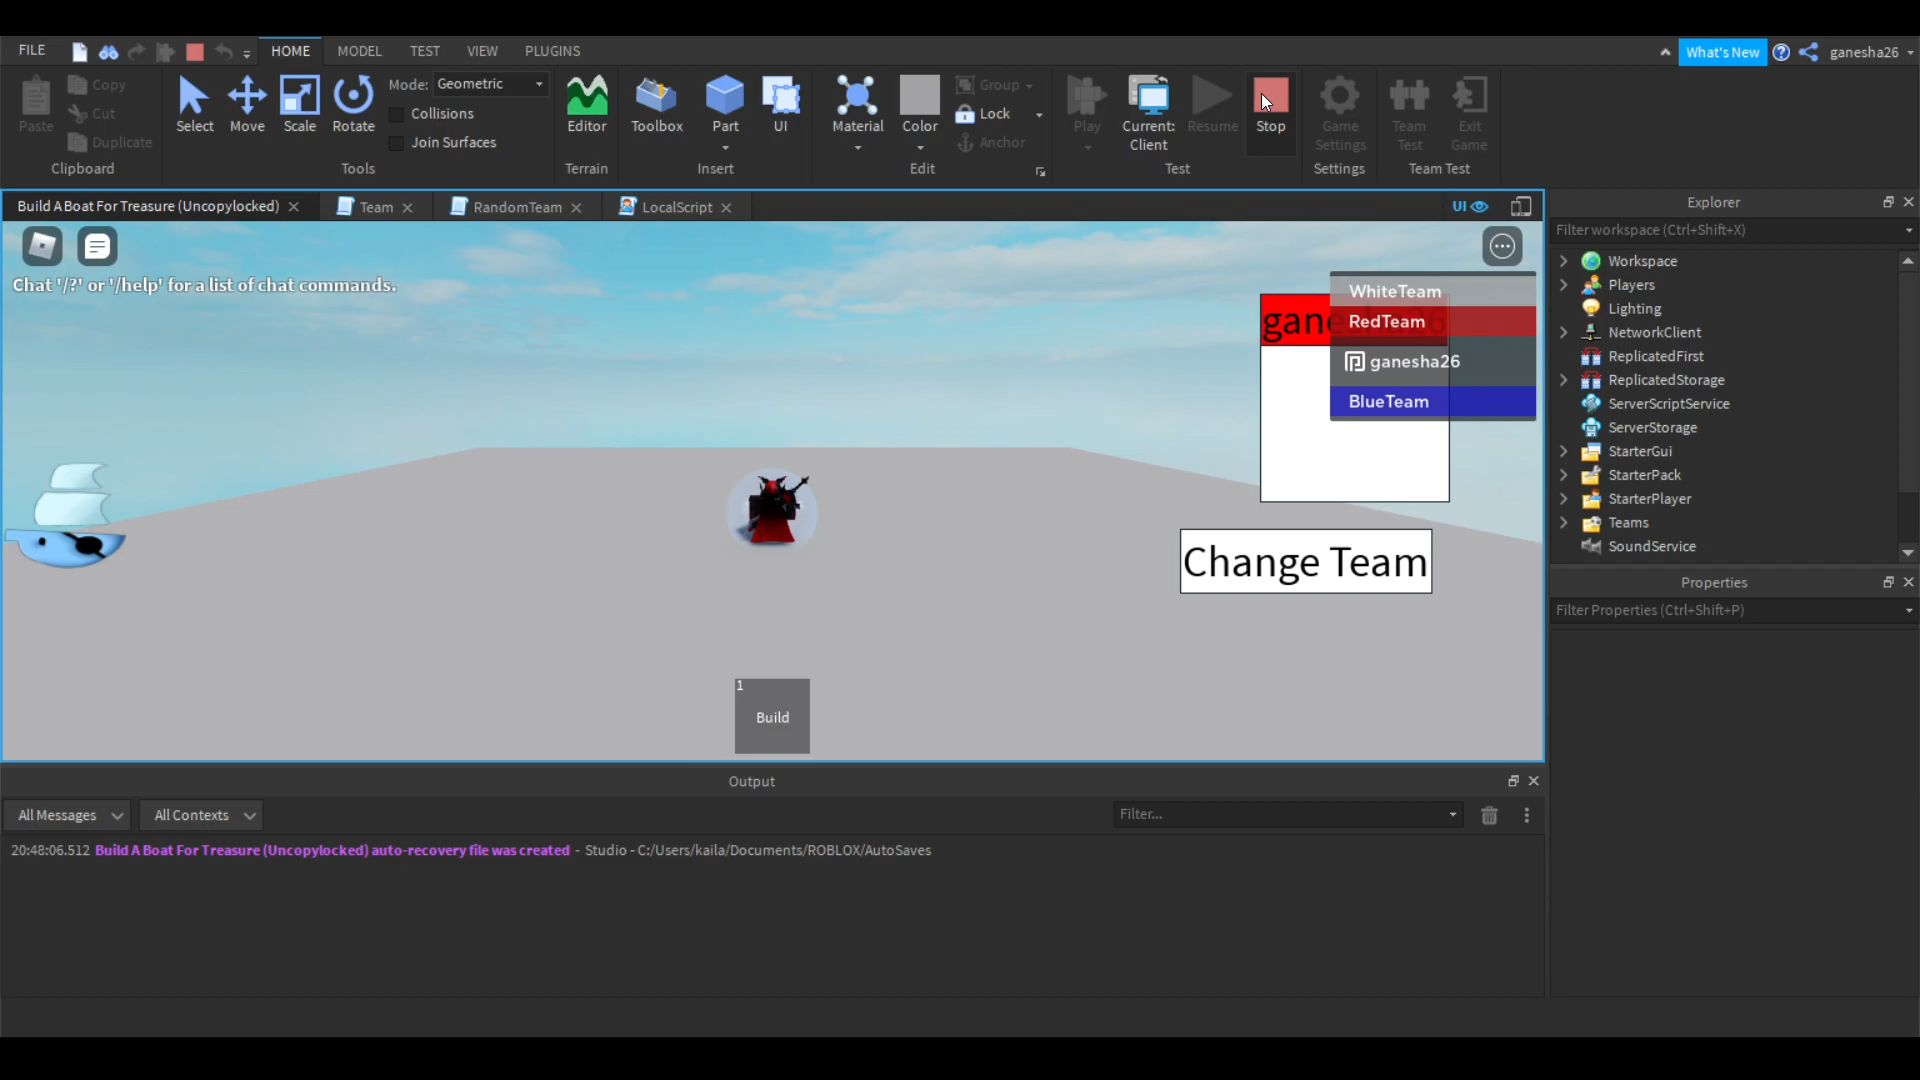 FILE
HOME
MODEL
TEST
VIEW
PLUGINS
What's New
ganesha26
Paste
Copy
Cut
Duplicate
Clipboard
Select
Move
Scale
Rotate
Mode: Geometric
Collisions
Join Surfaces
Tools
Editor
Terrain
Toolbox
Part
UI
Insert
Material
Color
Group
Lock
Anchor
Edit
Play
Current: Client
Resume
Stop
Test
Game Settings
Settings
Team Test
Exit Game
Team Test
Build A Boat For Treasure (Uncopylocked)
Team
RandomTeam
LocalScript
UI
Chat '/?' or '/help' for a list of chat commands.
WhiteTeam
ganesha26
RedTeam
ganesha26
BlueTeam
Change Team
1
Build
Explorer
Filter workspace (Ctrl+Shift+X)
Workspace
Players
Lighting
NetworkClient
ReplicatedFirst
ReplicatedStorage
ServerScriptService
ServerStorage
StarterGui
StarterPack
StarterPlayer
Teams
SoundService
Properties
Filter Properties (Ctrl+Shift+P)
Output
All Messages
All Contexts
Filter...
20:48:06.512 Build A Boat For Treasure (Uncopylocked) auto-recovery file was created - Studio - C:/Users/kaila/Documents/ROBLOX/AutoSaves